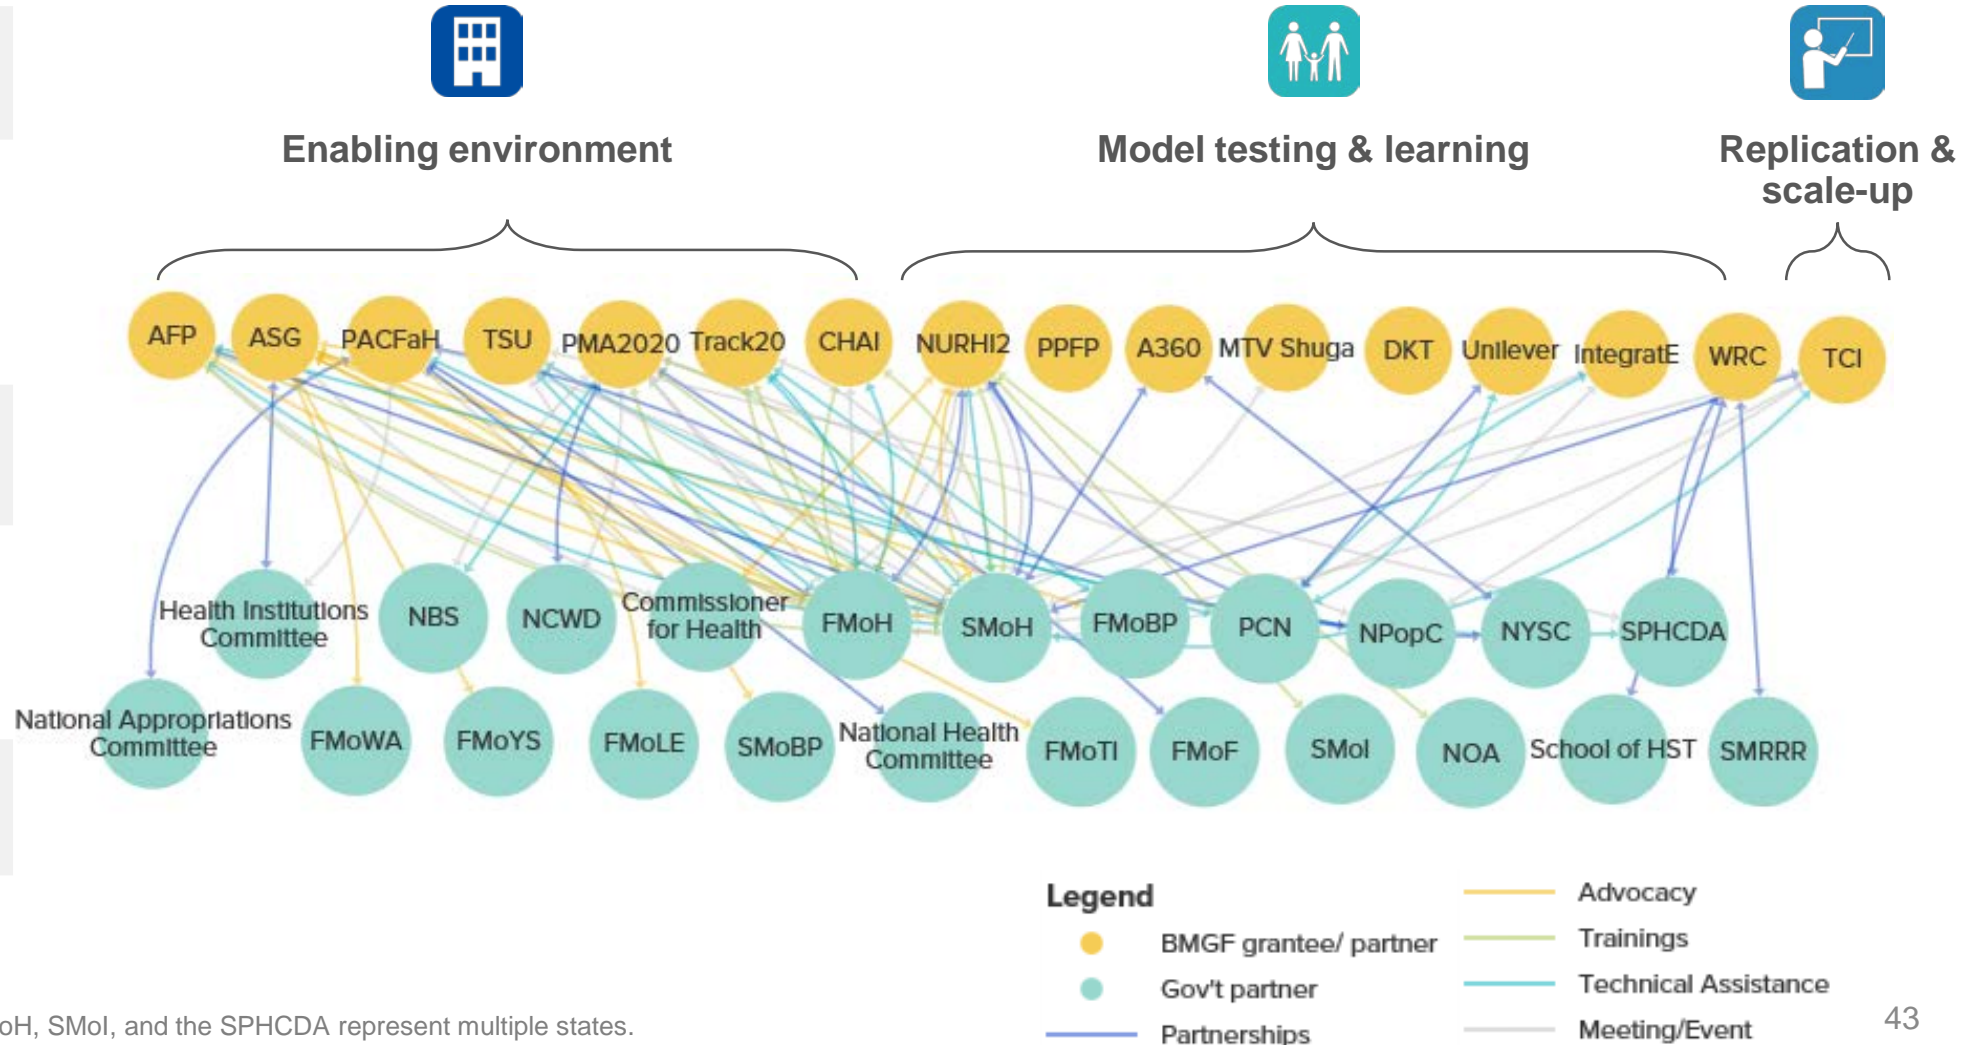 Enabling environment
Model testing & learning
Replication &
scale-up
AFP
ASG
PACFaH
TSU
PMA2020
Track20
CHAI
NURHI2
PPFP
A360
MTV Shuga
DKT
Unilever
IntegratE
WRC
TCI
Health Institutions
Committee
NBS
NCWD
Commissioner
for Health
FMoH
SMoH
FMoBP
PCN
NPopC
NYSC
SPHCDA
National Appropriations
Committee
FMoWA
FMoYS
FMoLE
SMoBP
National Health
Committee
FMoTI
FMoF
SMoI
NOA
School of HST
SMRRR
Legend
BMGF grantee/ partner
Gov't partner
Partnerships
Advocacy
Trainings
Technical Assistance
Meeting/Event
oH, SMoI, and the SPHCDA represent multiple states.
43